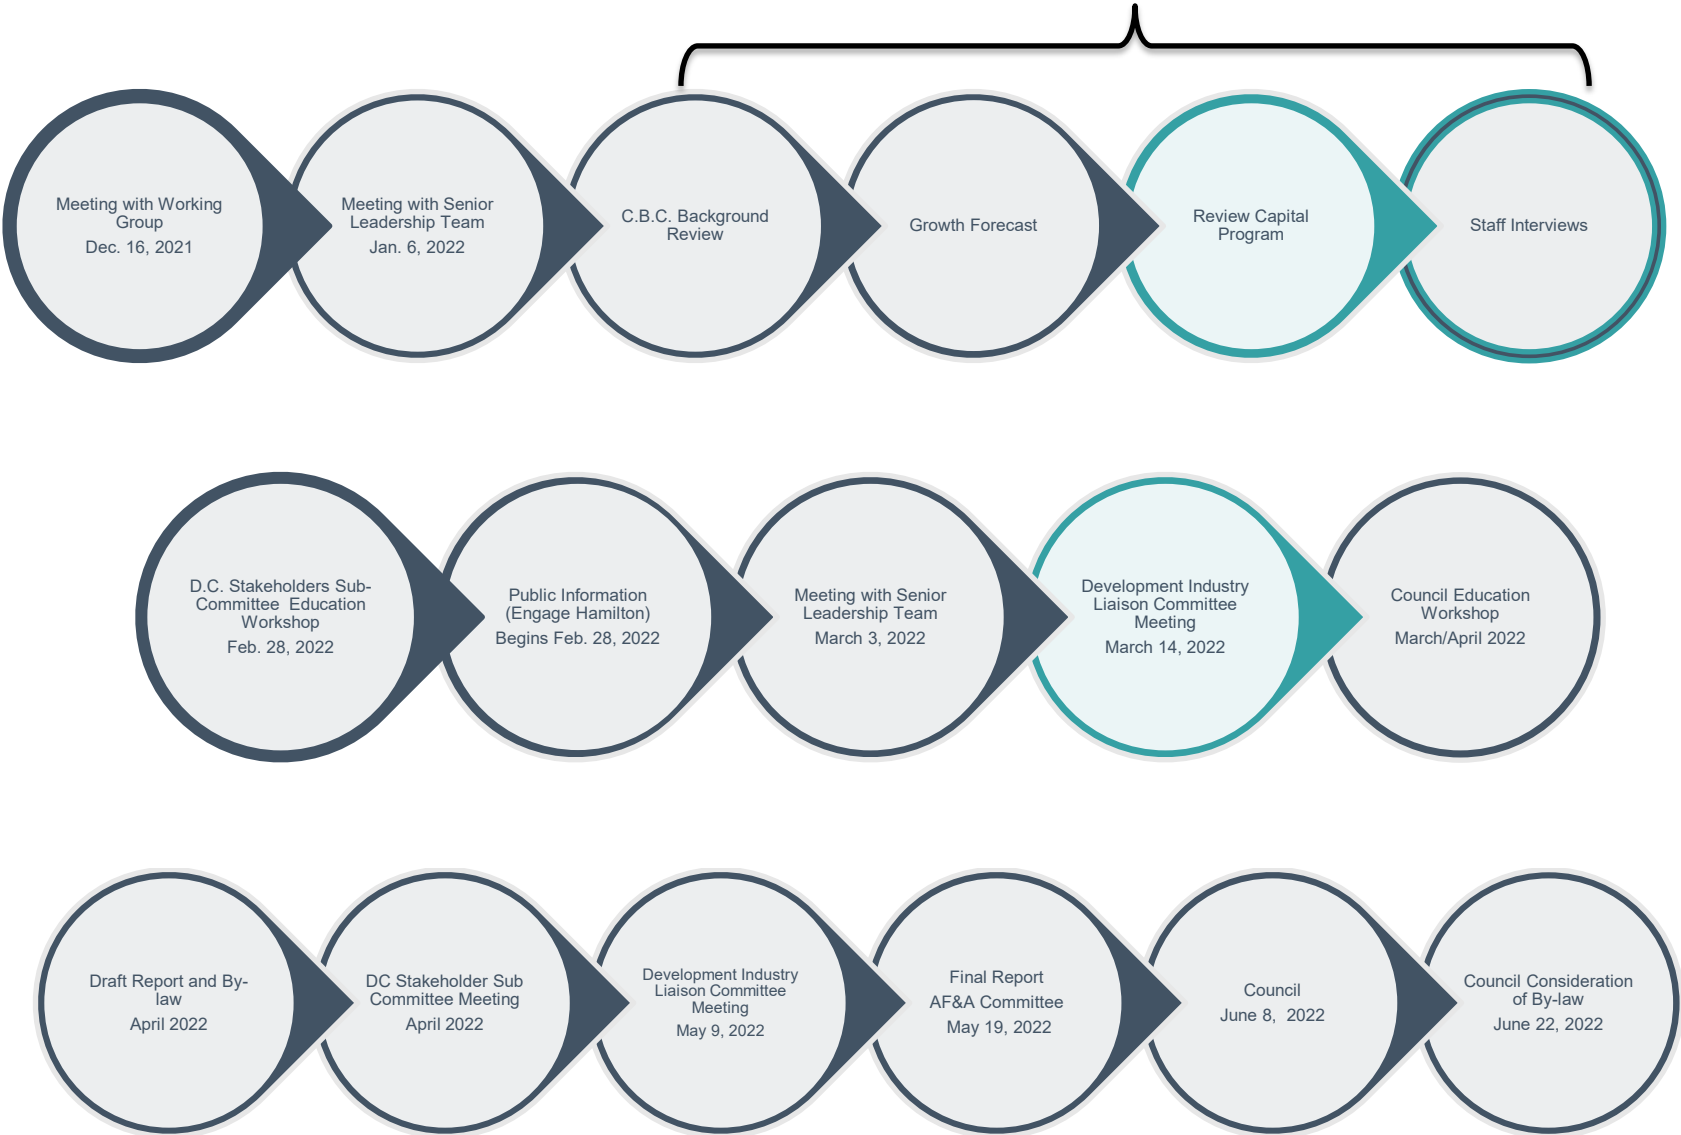 Meeting with Working
Group
Dec. 16, 2021
Meeting with Senior
Leadership Team
Jan. 6, 2022
C.B.C. Background
Review
Growth Forecast
Review Capital
Program
Staff Interviews
D.C. Stakeholders Sub-
Committee  Education
Workshop
Feb. 28, 2022
Public Information
(Engage Hamilton)
Begins Feb. 28, 2022
Meeting with Senior
Leadership Team
March 3, 2022
Development Industry
Liaison Committee
Meeting
March 14, 2022
Council Education
Workshop
March/April 2022
Draft Report and By-
law
April 2022
DC Stakeholder Sub
Committee Meeting
April 2022
Development Industry
Liaison Committee
Meeting
May 9, 2022
Final Report
AF&A Committee
May 19, 2022
Council
June 8,  2022
Council Consideration
of By-law
June 22, 2022